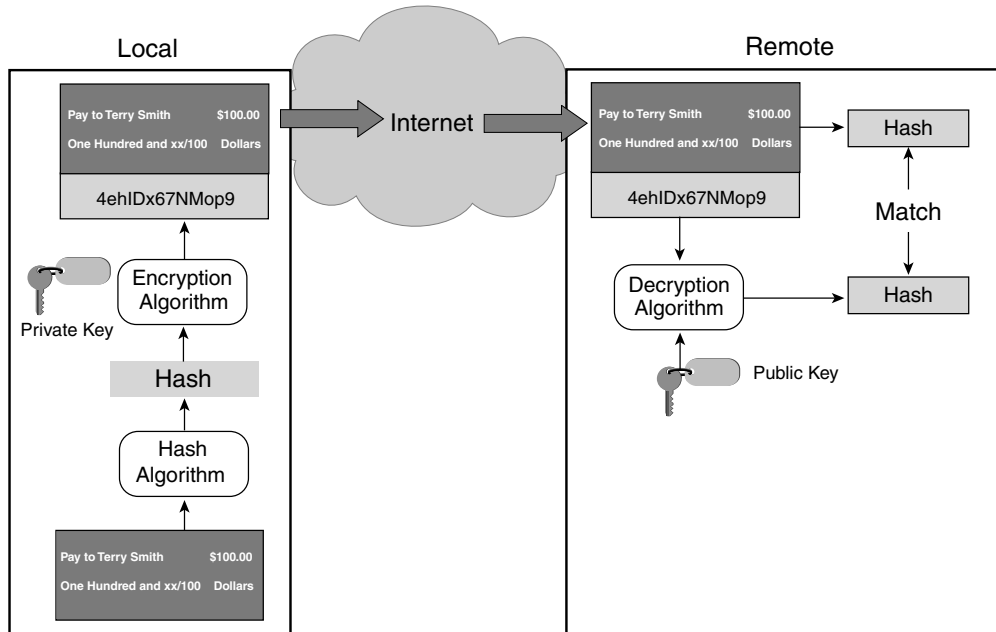 Local
Pay to Terry Smith $100.00
One Hundred and xx/100 Dollars
4ehIDx67NMop9
Encryption
Algorithm
Private Key
Hash
Hash
Algorithm
Pay to Terry Smith $100.00
One Hundred and xx/100 Dollars
Internet
Remote
Pay to Terry Smith $100.00
One Hundred and xx/100 Dollars
4ehIDx67NMop9
Hash
Match
Decryption
Algorithm
Hash
Public Key